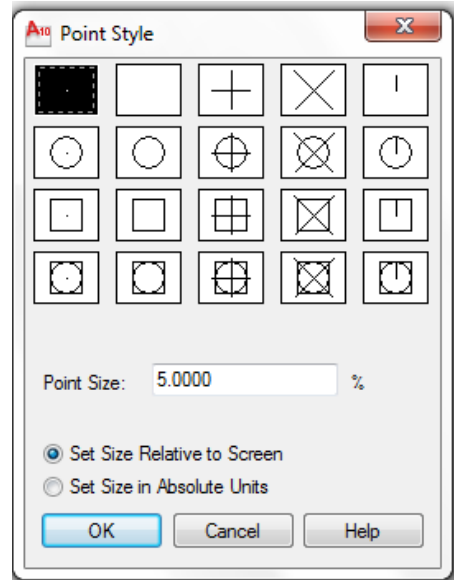 A10 Point Style
Point Size: 5.0000 %
Set Size Relative to Screen
Set Size in Absolute Units
OK Cancel Help